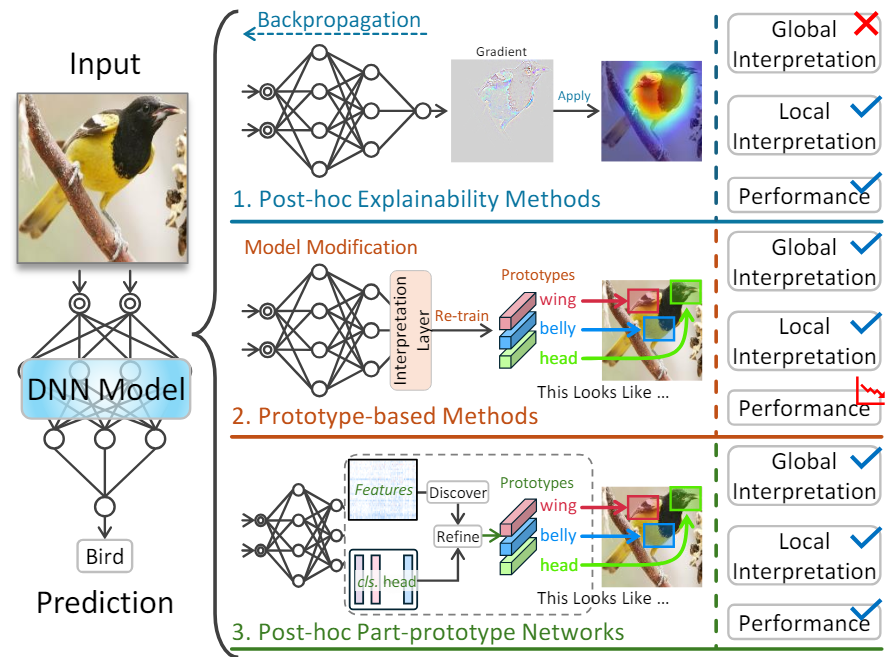 Input
DNN Model
Bird
Prediction
Backpropagation
Gradient
Apply
1. Post-hoc Explainability Methods
Global
Interpretation
Local
Interpretation
Performance
Model Modification
Interpretation
Layer
Re-train
Prototypes
wing
belly
head
This Looks Like ...
2. Prototype-based Methods
Global
Interpretation
Local
Interpretation
Performance
Features
Discover
Refine
cls. head
Prototypes
wing
belly
head
This Looks Like ...
3. Post-hoc Part-prototype Networks
Global
Interpretation
Local
Interpretation
Performance